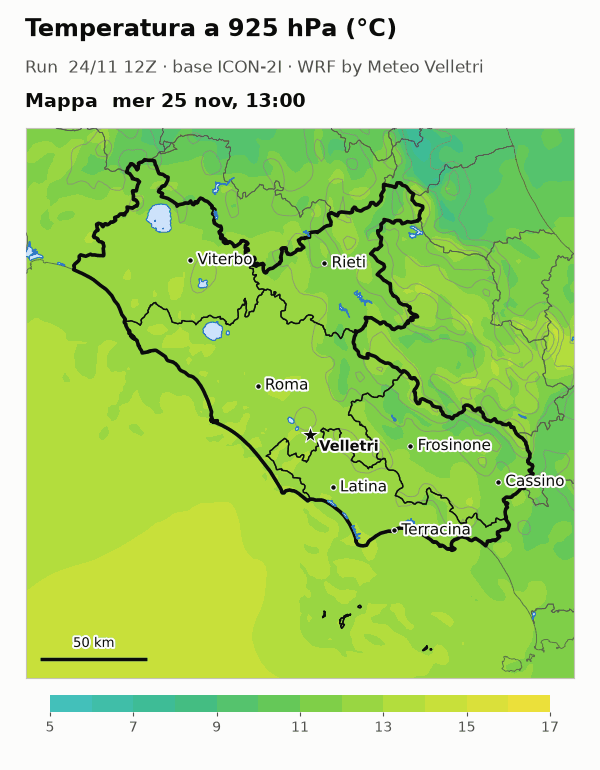 Temperatura a 925 hPa (°C)
Run  24/11 12Z · base ICON-2I · WRF by Meteo Velletri
Mappa  mer 25 nov, 13:00
Viterbo
Rieti
Roma
Velletri
Frosinone
Cassino
Latina
Terracina
50 km
5 7 9 11 13 15 17